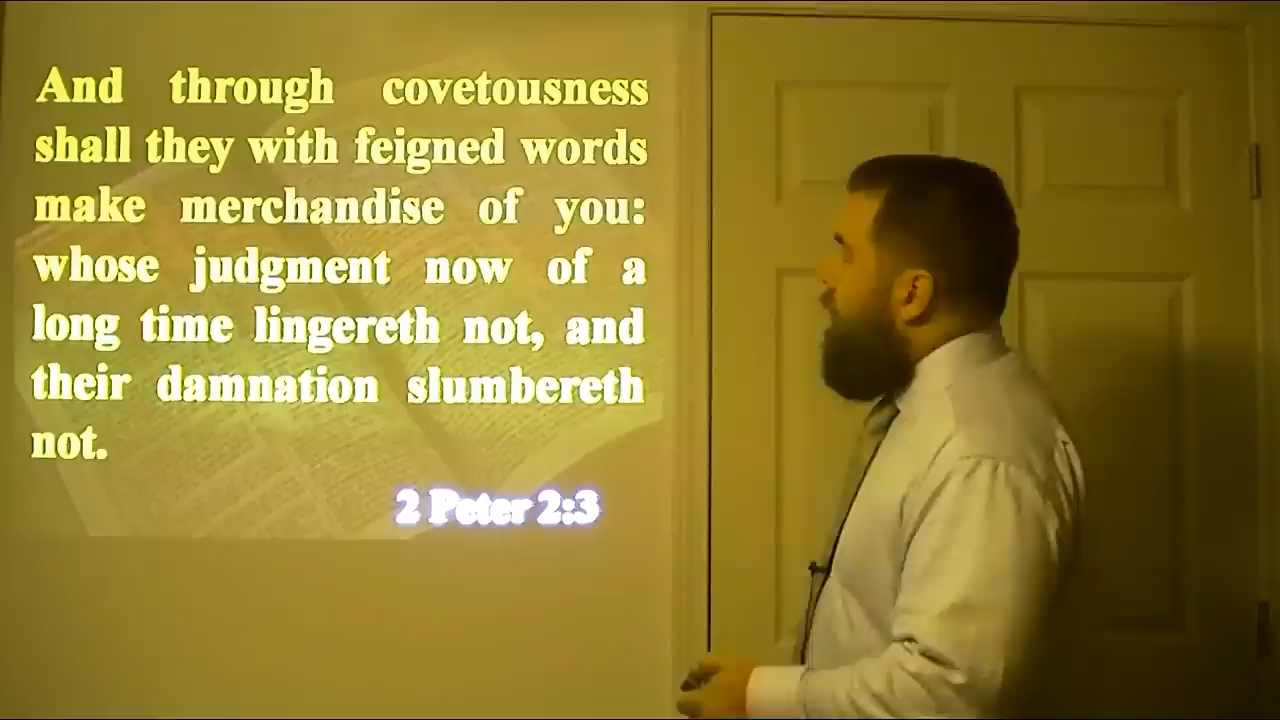 And through covetousness
shall they with feigned words
make merchandise of you:
whose judgment now of a
long time lingereth not, and
their damnation slumbereth
not.
2 Peter 2:3